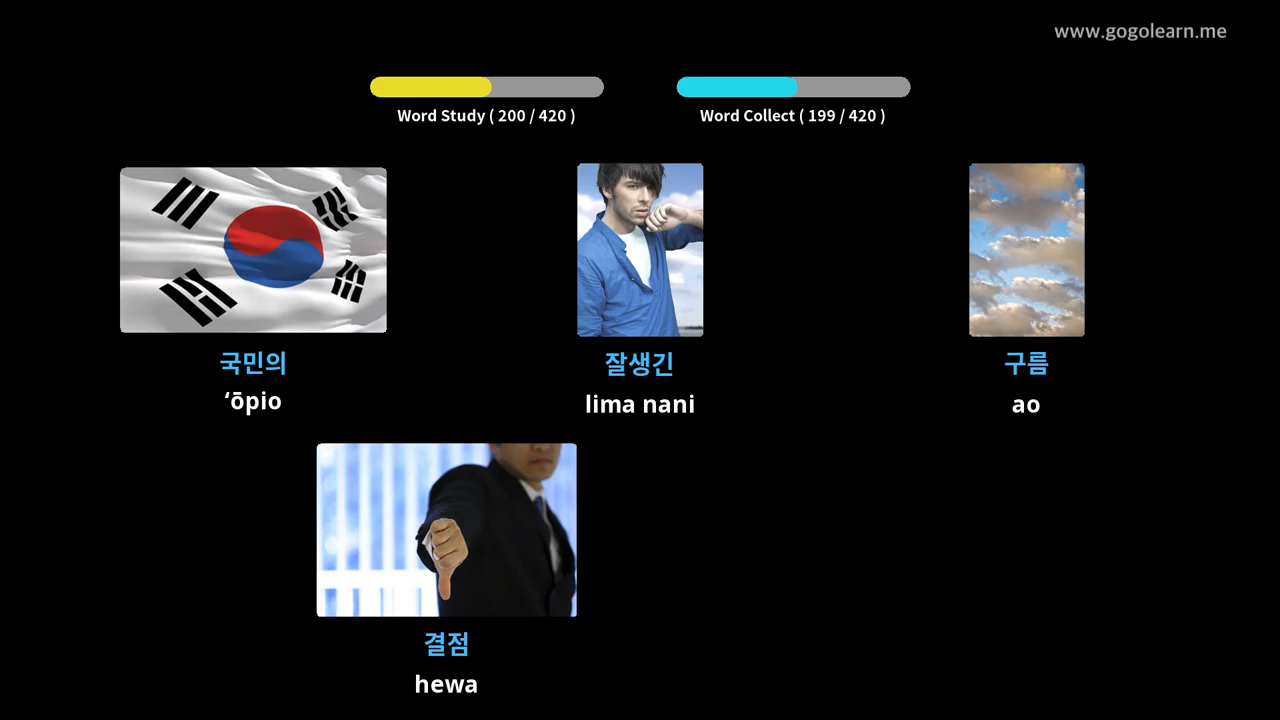 www.gogolearn.me
Word Study ( 200 / 420 )
Word Collect ( 199 / 420 )
국민의
ʻōpio
잘생긴
lima nani
구름
ao
결점
hewa